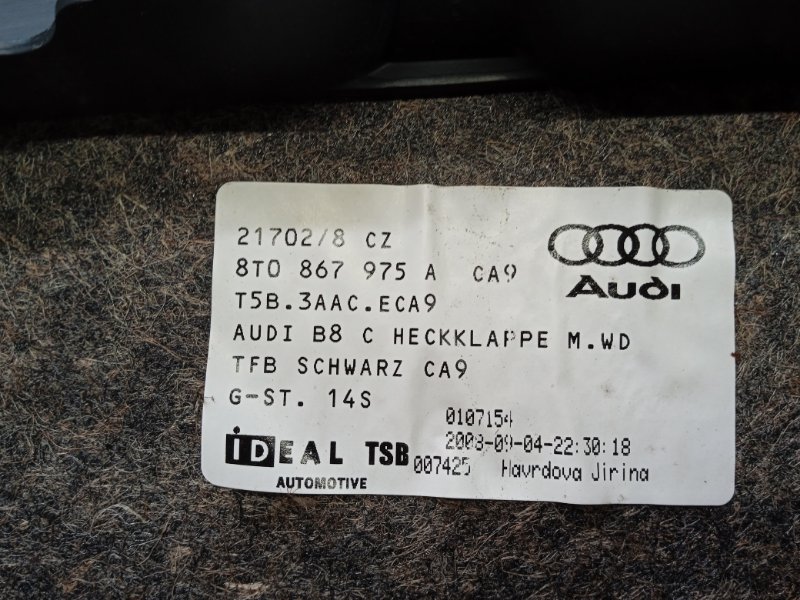 21702/8 CZ
8T0 867 975 A CA9
T5B.3AAC.ECA9
AUDI B8 C HECKKLAPPE M.WD
TFB SCHWARZ CA9
G-ST. 14S
Audi
0107154
2008-09-04-22:30:18
IDEAL TSB 007425 Havrdova Jirina
AUTOMOTIVE